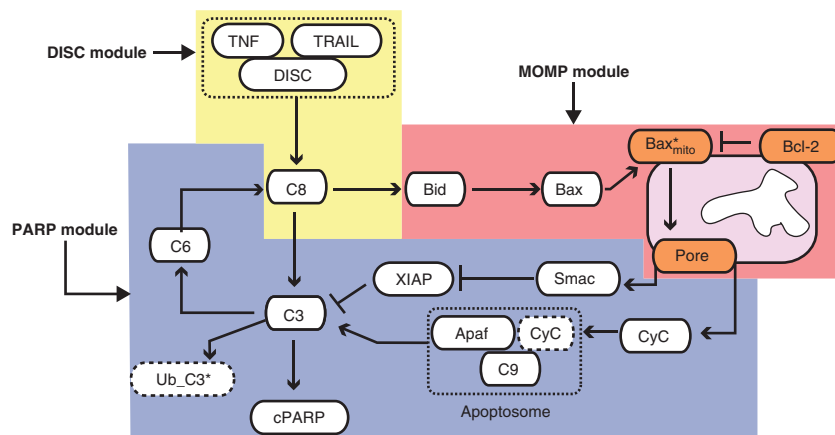 TNF
TRAIL
DISC module
DISC
MOMP module
Bax*mito
Bcl-2
C8
Bid
Bax
PARP module
C6
Pore
XIAP
Smac
C3
Apaf
CyC
CyC
C9
Ub_C3*
cPARP
Apoptosome